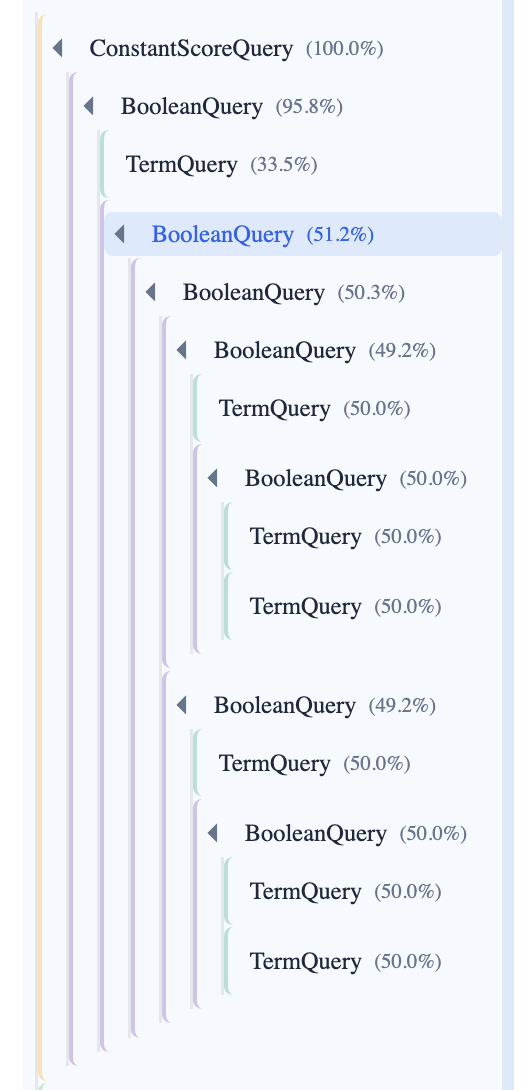 ConstantScoreQuery (100.0%)
BooleanQuery (95.8%)
TermQuery (33.5%)
BooleanQuery (51.2%)
BooleanQuery (50.3%)
BooleanQuery (49.2%)
TermQuery (50.0%)
BooleanQuery (50.0%)
TermQuery (50.0%)
TermQuery (50.0%)
BooleanQuery (49.2%)
TermQuery (50.0%)
BooleanQuery (50.0%)
TermQuery (50.0%)
TermQuery (50.0%)